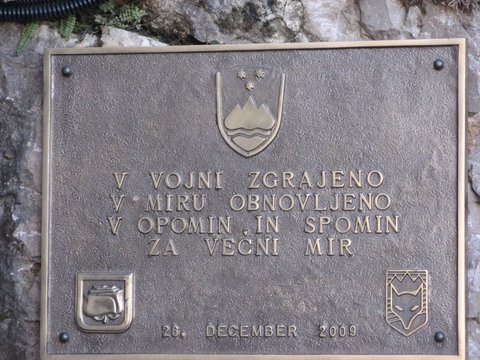 V VOJNI ZGRAJENO
V MIRU OBNOVLJENO
V OPOMIN IN SPOMIN
ZA VEČNI MIR
26. DECEMBER 2009